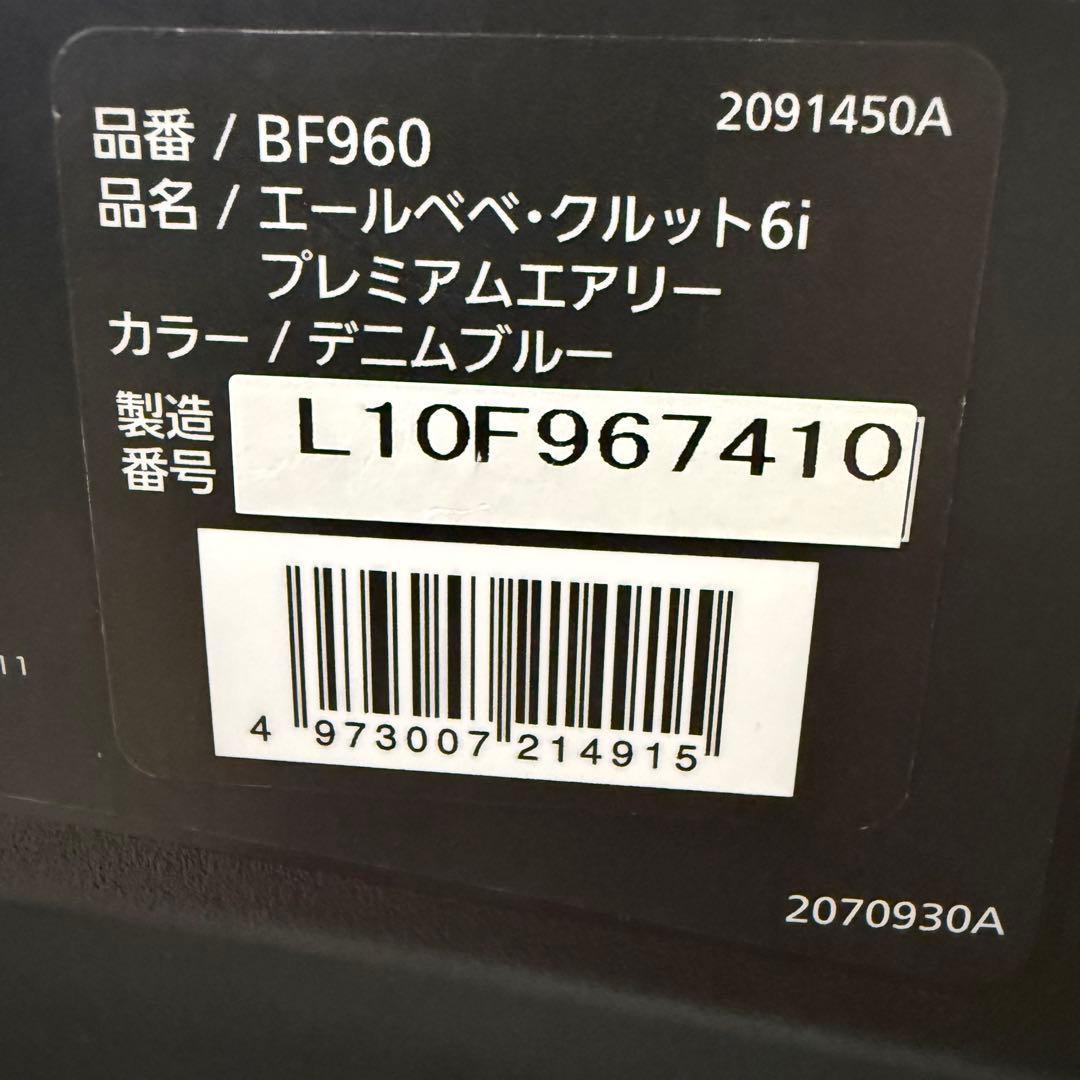 2091450A
品番 / BF960
品名 / エールベベ・クルット6i
プレミアムエアリー
カラー / デニムブルー
製造番号 L10F967410
4 973007 214915
11
2070930A